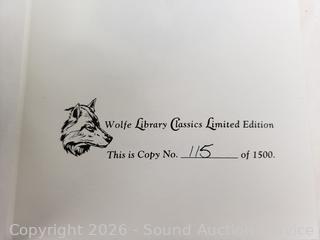 Wolfe Library Classics Limited Edition
This is Copy No. 115 of 1500.
Copyright 2026 - Sound Auction Service